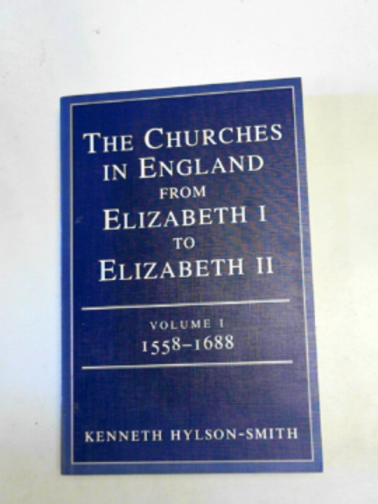 THE CHURCHES
IN ENGLAND
FROM
ELIZABETH I
TO
ELIZABETH II
VOLUME I
1558–1688
KENNETH HYLSON-SMITH